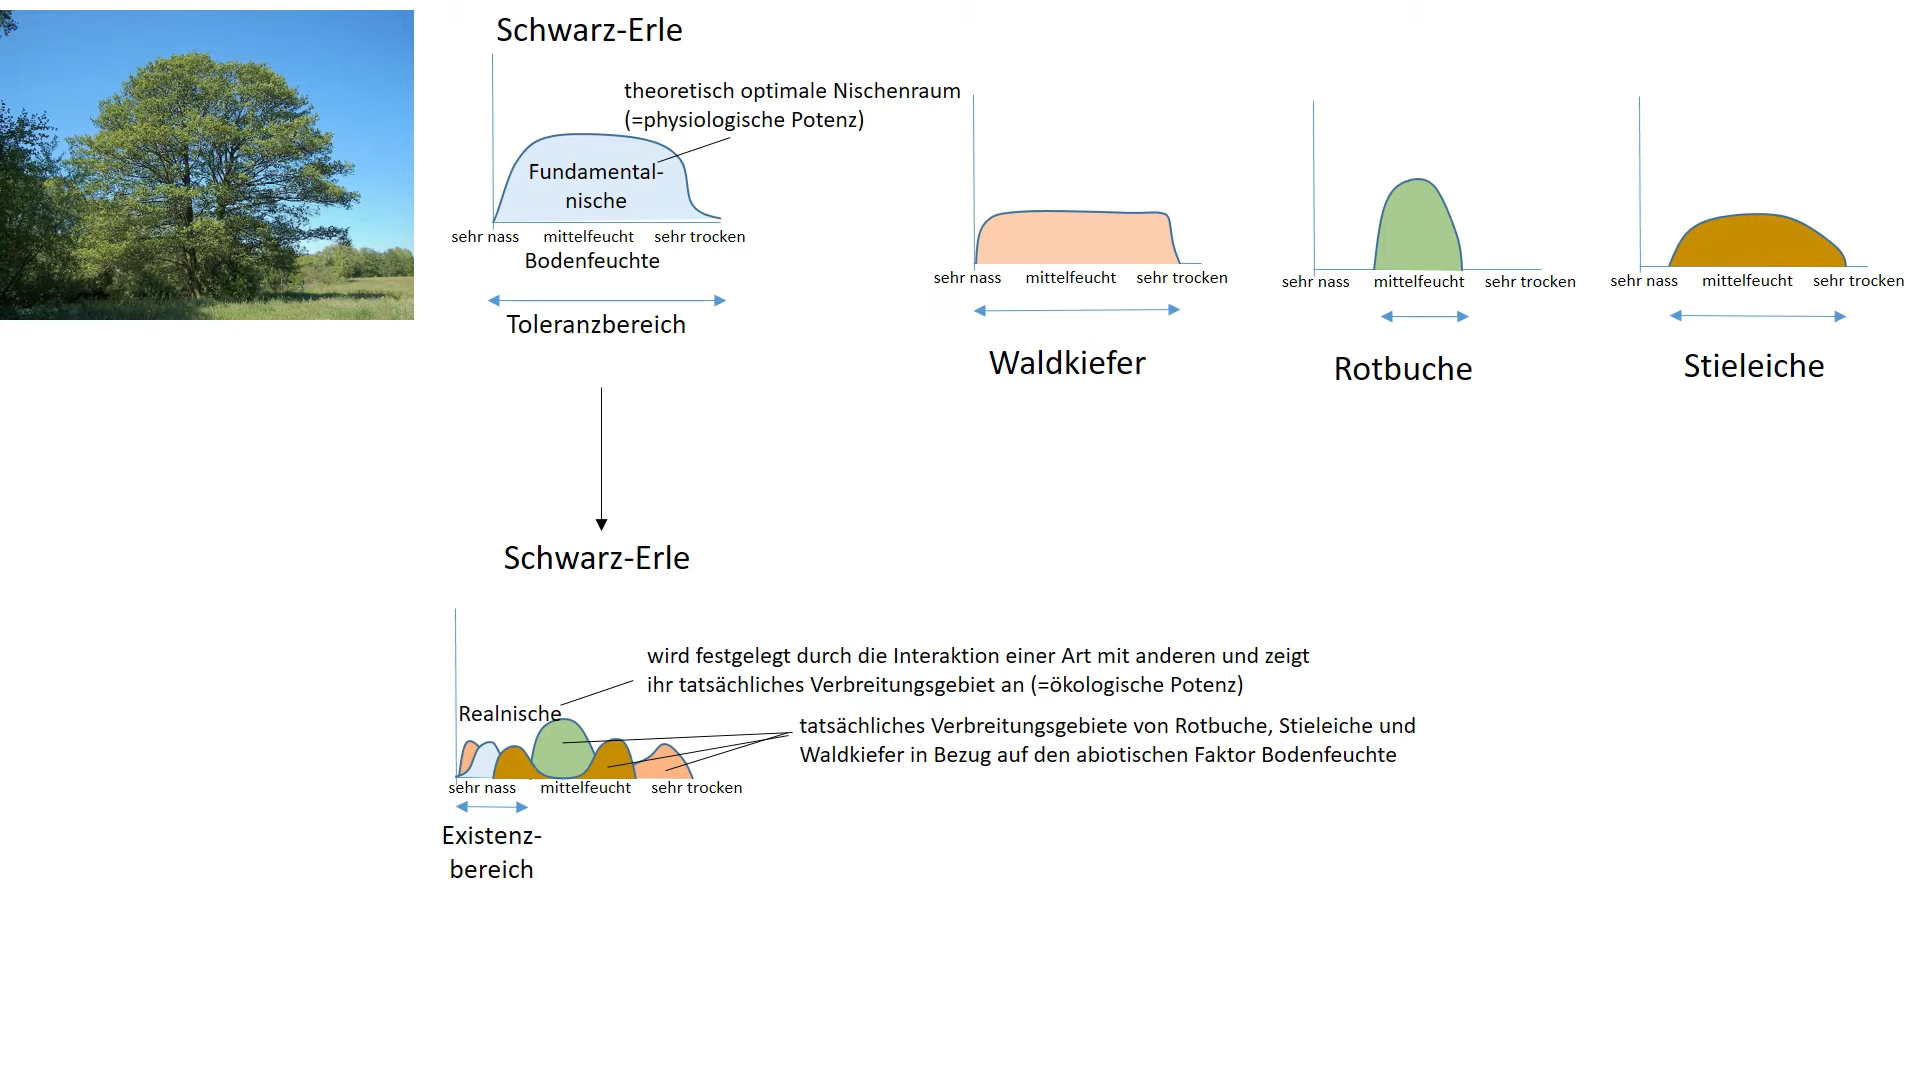 Schwarz-Erle
theoretisch optimale Nischenraum
(=physiologische Potenz)
Fundamental-
nische
sehr nass mittelfeucht sehr trocken
Bodenfeuchte
Toleranzbereich
sehr nass mittelfeucht sehr trocken
Waldkiefer
sehr nass mittelfeucht sehr trocken
Rotbuche
sehr nass mittelfeucht sehr trocken
Stieleiche
Schwarz-Erle
wird festgelegt durch die Interaktion einer Art mit anderen und zeigt
ihr tatsächliches Verbreitungsgebiet an (=ökologische Potenz)
Realnische
tatsächliches Verbreitungsgebiete von Rotbuche, Stieleiche und
Waldkiefer in Bezug auf den abiotischen Faktor Bodenfeuchte
sehr nass mittelfeucht sehr trocken
Existenz-
bereich